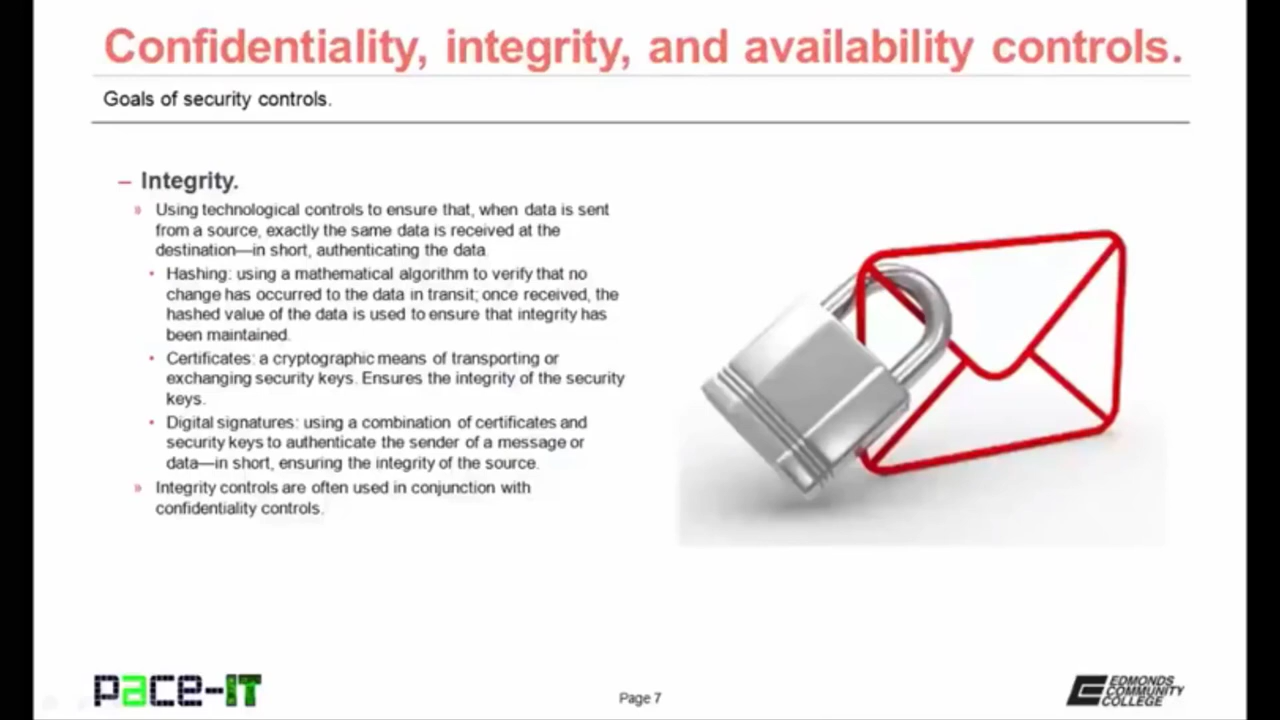 Confidentiality, integrity, and availability controls.
Goals of security controls.
– Integrity.
» Using technological controls to ensure that, when data is sent
from a source, exactly the same data is received at the
destination—in short, authenticating the data
• Hashing: using a mathematical algorithm to verify that no
change has occurred to the data in transit; once received, the
hashed value of the data is used to ensure that integrity has
been maintained.
• Certificates: a cryptographic means of transporting or
exchanging security keys. Ensures the integrity of the security
keys.
• Digital signatures: using a combination of certificates and
security keys to authenticate the sender of a message or
data—in short, ensuring the integrity of the source.
» Integrity controls are often used in conjunction with
confidentiality controls.
pace-IT
Page 7
EDMONDS
COMMUNITY
COLLEGE